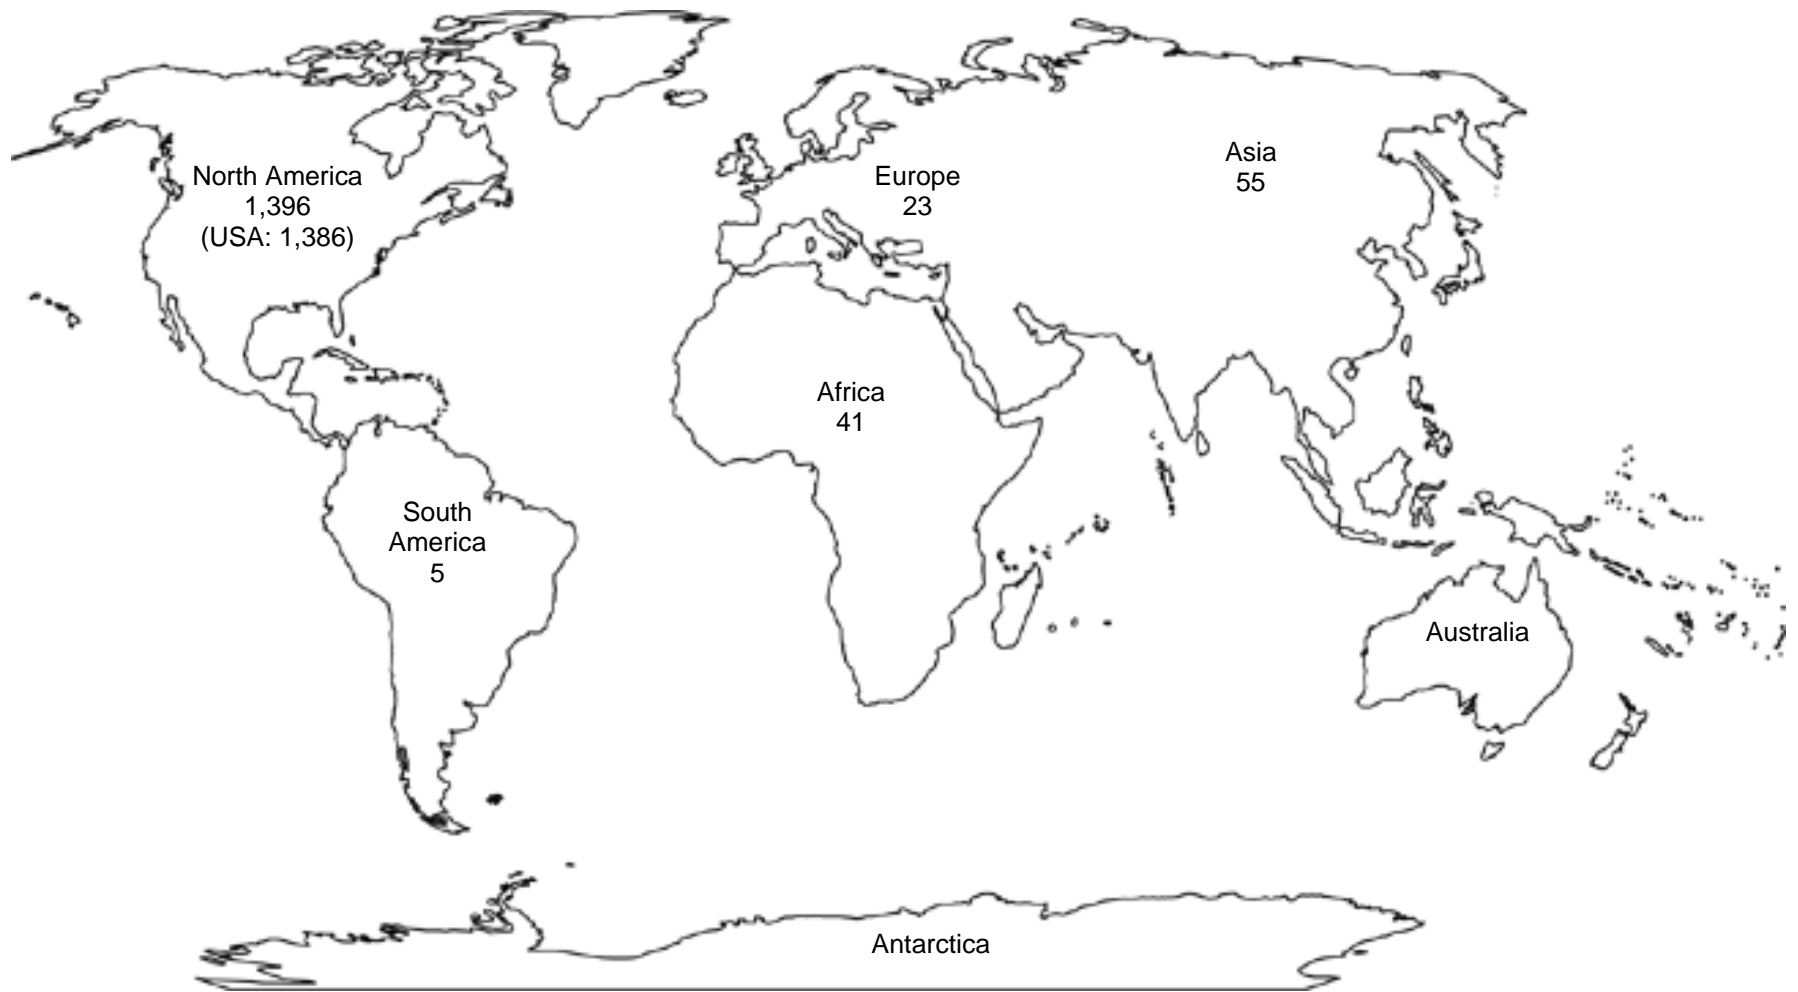 North America
1,396
(USA: 1,386)
Europe
23
Asia
55
Africa
41
South
America
5
Australia
Antarctica